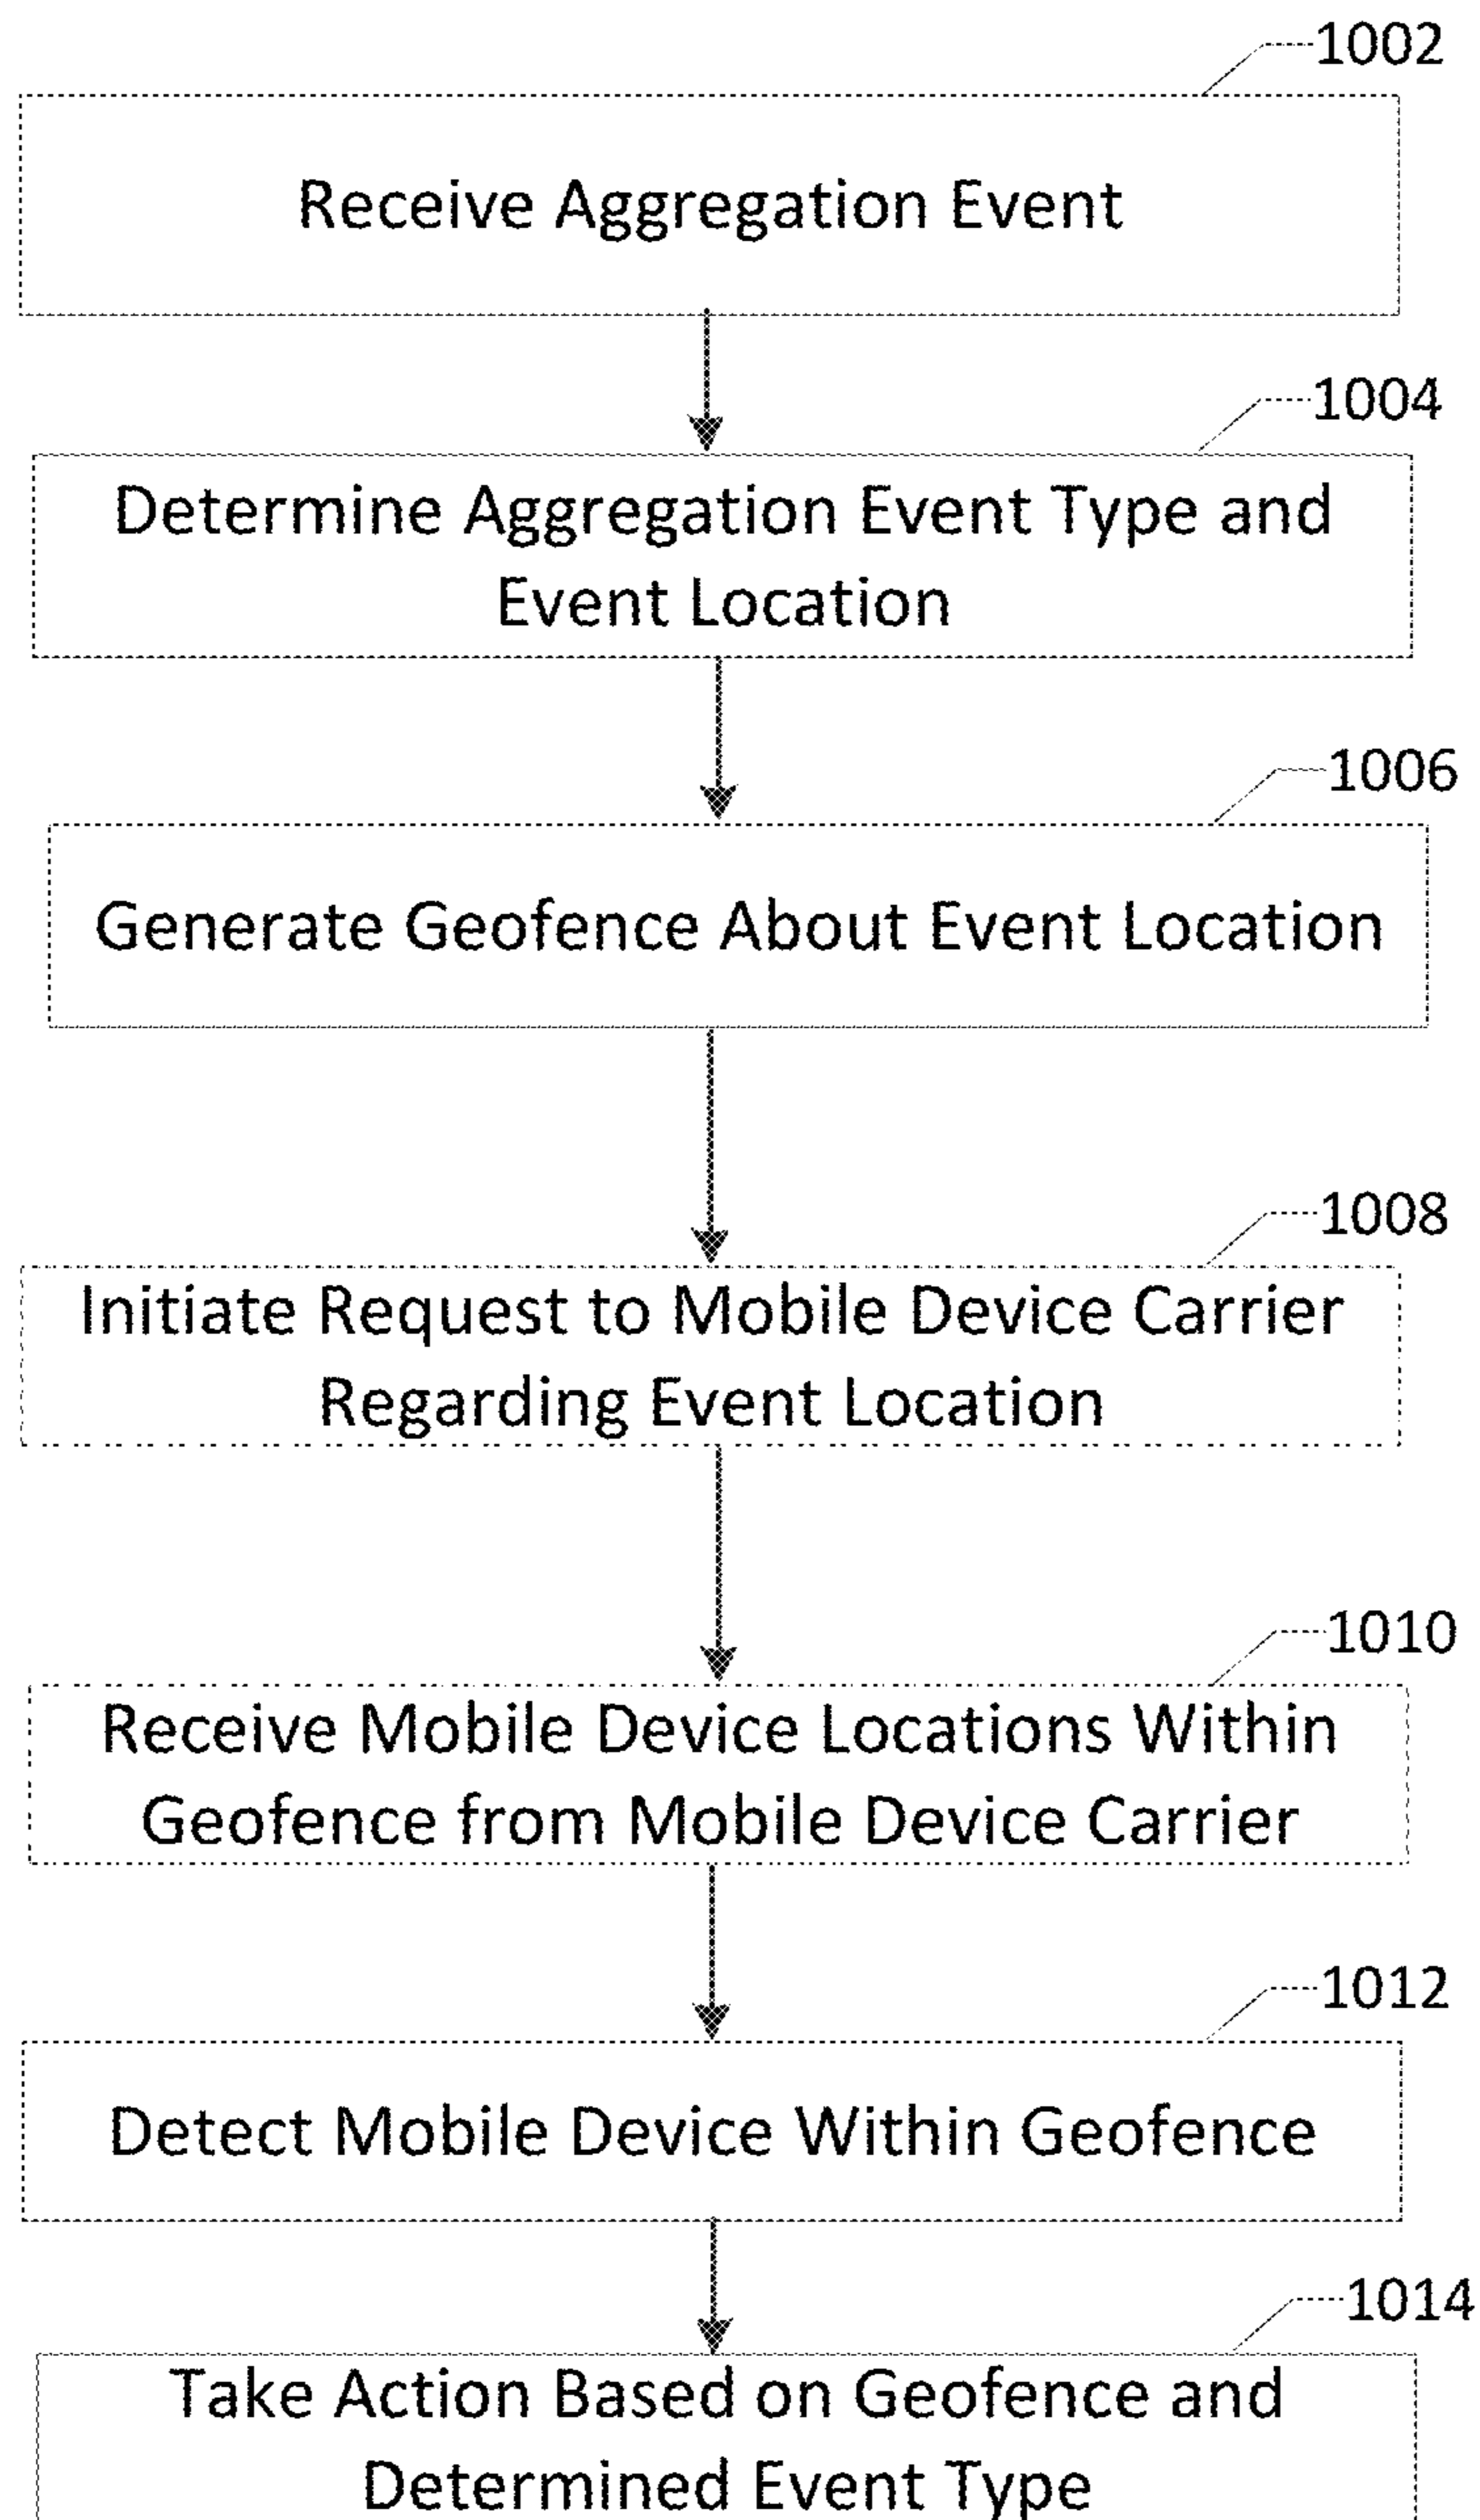 1002
Receive Aggregation Event
1004
Determine Aggregation Event Type and
Event Location
1006
Generate Geofence About Event Location
1008
Initiate Request to Mobile Device Carrier
Regarding Event Location
1010
Receive Mobile Device Locations Within
Geofence from Mobile Device Carrier
1012
Detect Mobile Device Within Geofence
1014
Take Action Based on Geofence and
Determined Event Type